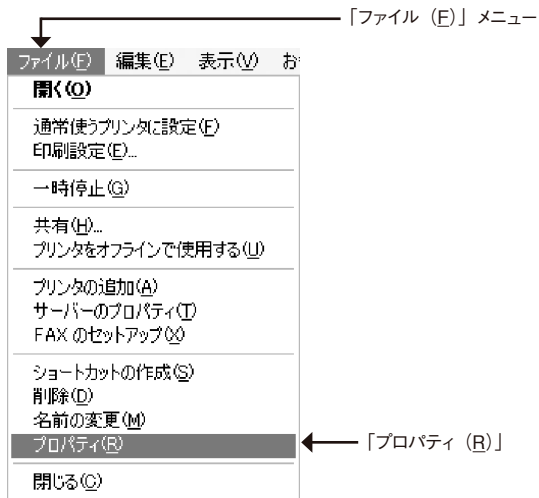 「ファイル（F）」メニュー
ファイル(F) 編集(E) 表示(V) お
開く(O)
通常使うプリンタに設定(F)
印刷設定(E)...
一時停止(G)
共有(H)...
プリンタをオフラインで使用する(U)
プリンタの追加(A)
サーバーのプロパティ(T)
FAX のセットアップ(X)
ショートカットの作成(S)
削除(D)
名前の変更(M)
プロパティ(R) 「プロパティ（R）」
閉じる(C)